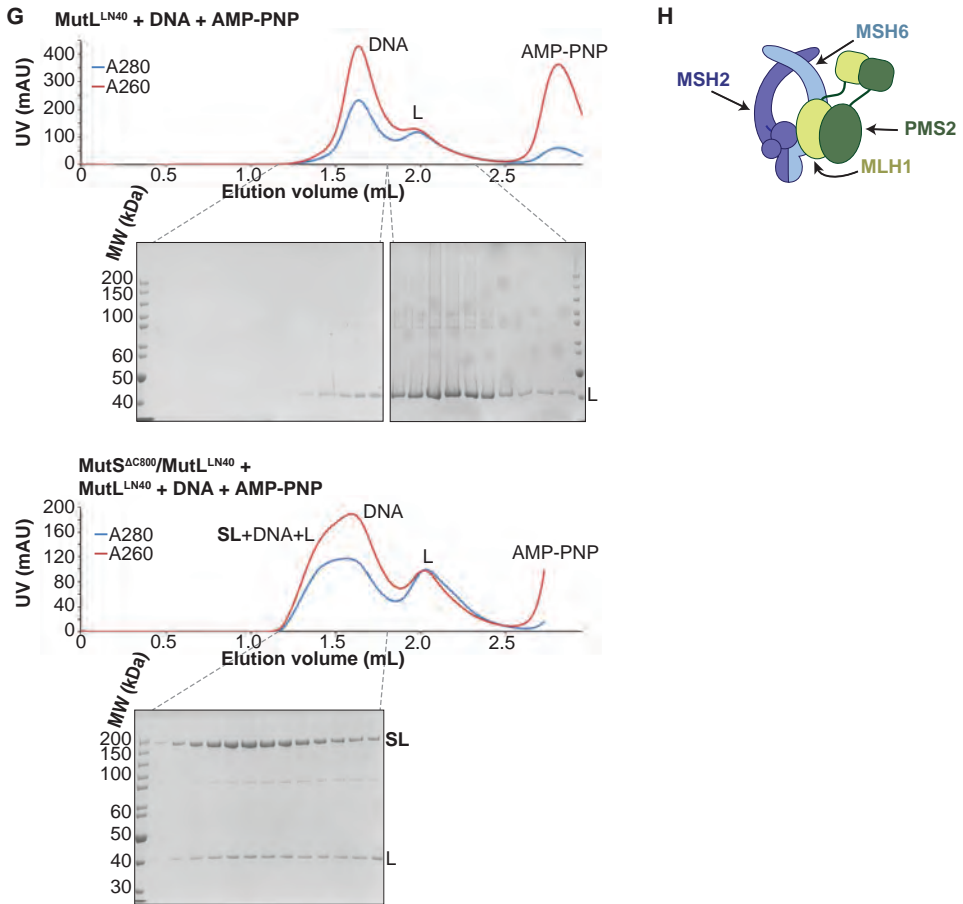 G
MutL^LN40 + DNA + AMP-PNP
UV (mAU)
400
300
200
100
0
A280
A260
DNA
L
AMP-PNP
0 0.5 1.0 1.5 2.0 2.5
Elution volume (mL)
MW (kDa)
200
150
100
60
50
40
L
MutS^ΔC800/MutL^LN40 +
MutL^LN40 + DNA + AMP-PNP
UV (mAU)
200
160
120
80
40
0
A280
A260
SL+DNA+L
DNA
L
AMP-PNP
0 0.5 1.0 1.5 2.0 2.5
Elution volume (mL)
MW (kDa)
200
150
100
60
50
40
30
SL
L
H
MSH6
MSH2
PMS2
MLH1